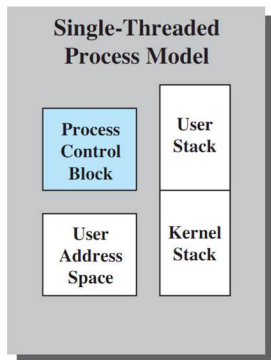 Single-Threaded
Process Model
Process
Control
Block
User
Stack
User
Address
Space
Kernel
Stack